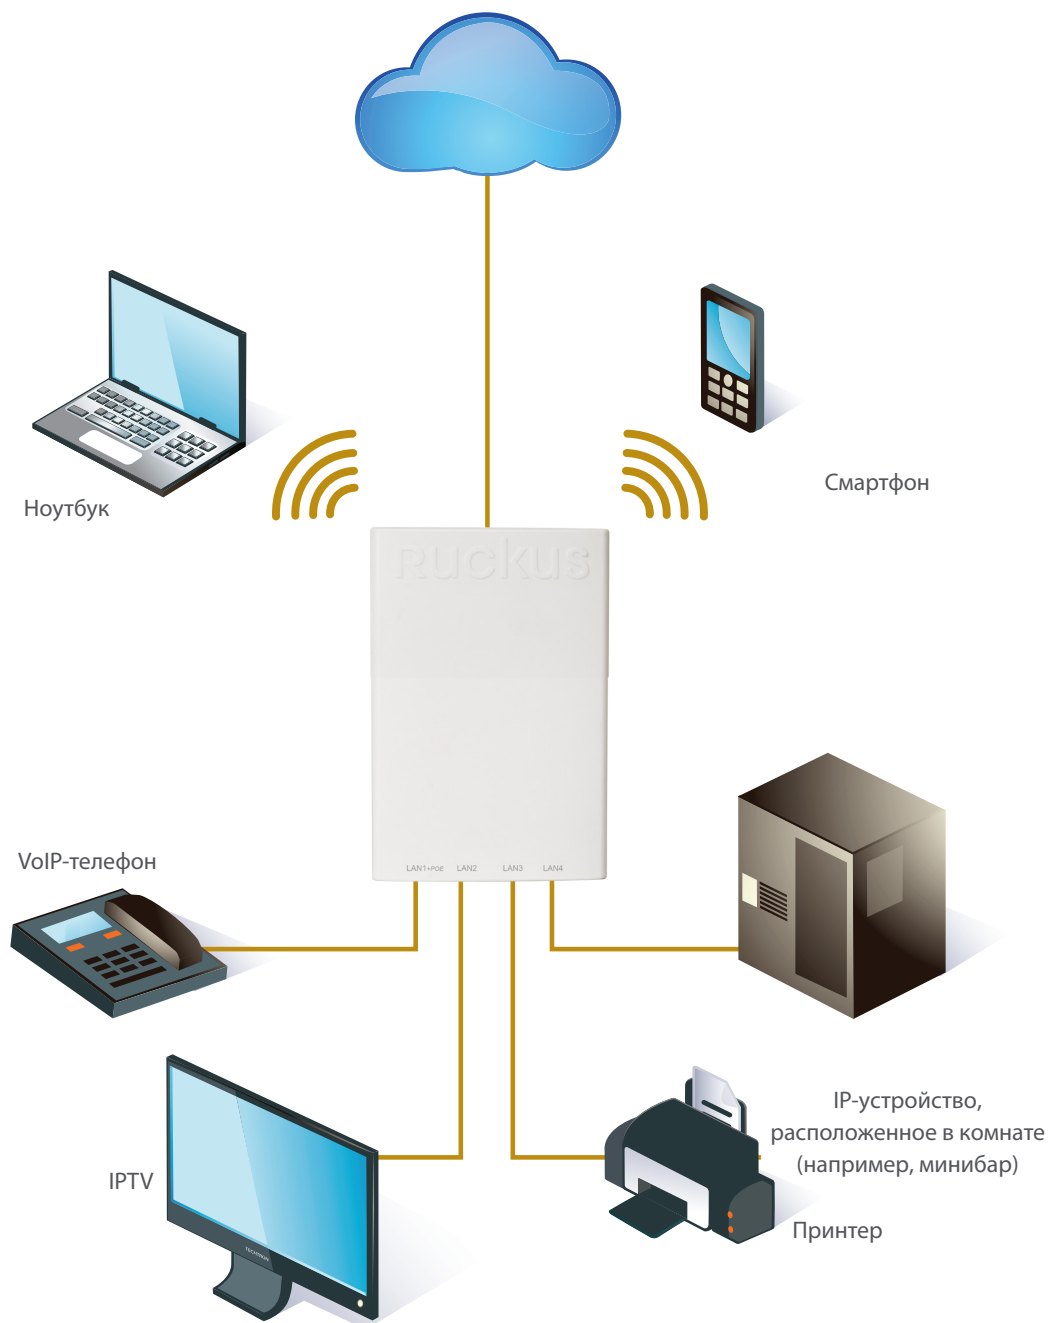 Ноутбук
Смартфон
RUCKUS
LAN1+POE LAN2 LAN3 LAN4
VoIP-телефон
IPTV
IP-устройство,
расположенное в комнате
(например, минибар)
Принтер